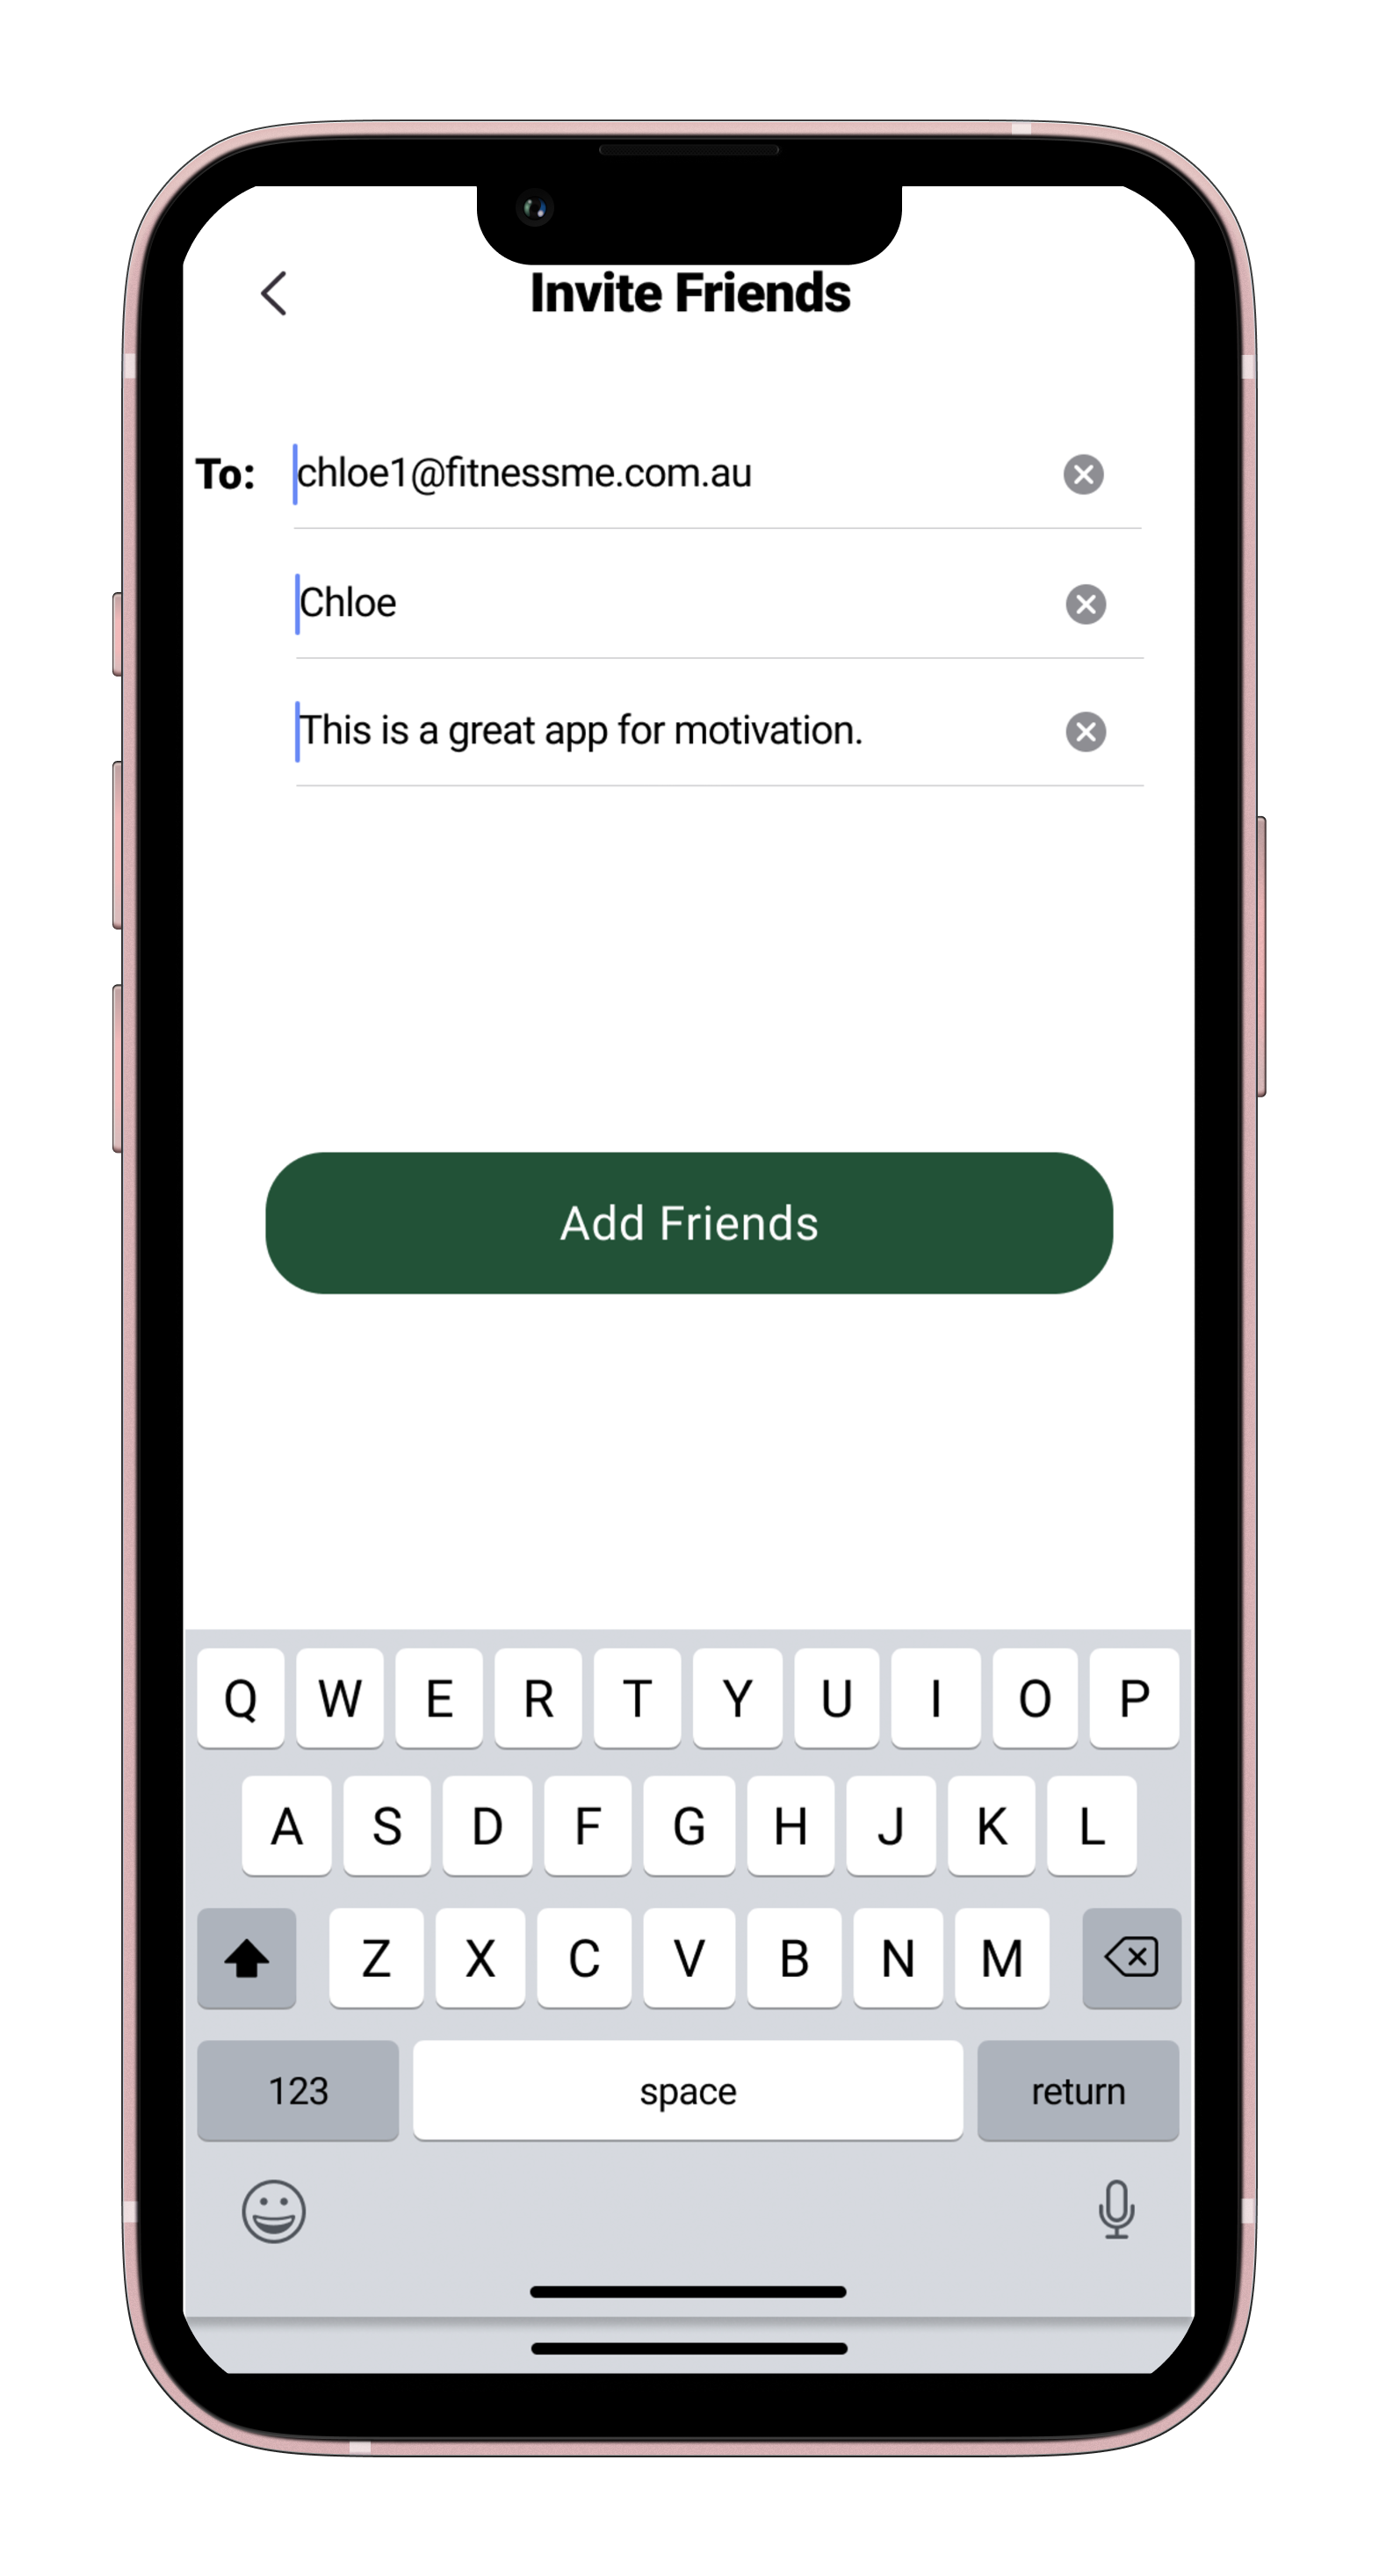 Invite Friends
To: chloe1@fitnessme.com.au
Chloe
This is a great app for motivation.
Add Friends
Q W E R T Y U I O P
A S D F G H J K L
Z X C V B N M
123 space return